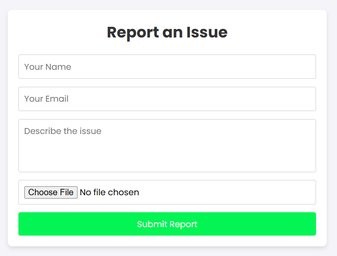 Report an Issue
Your Name
Your Email
Describe the issue
Choose File No file chosen
Submit Report